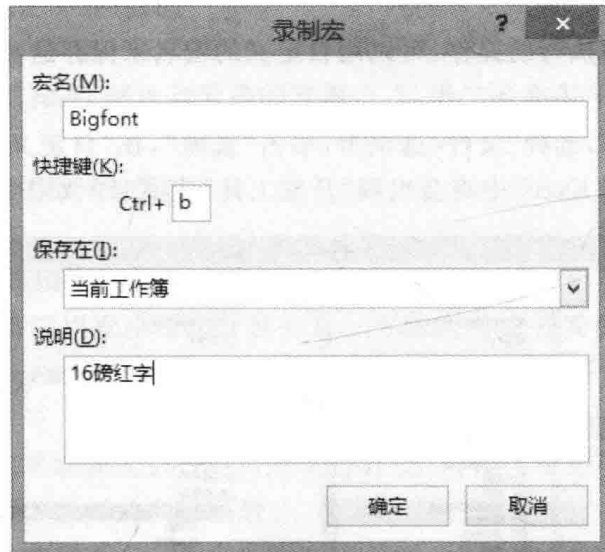 录制宏
? ×
宏名(M):
Bigfont
快捷键(K):
Ctrl+ b
保存在(I):
当前工作簿
说明(D):
16磅红字
确定 取消